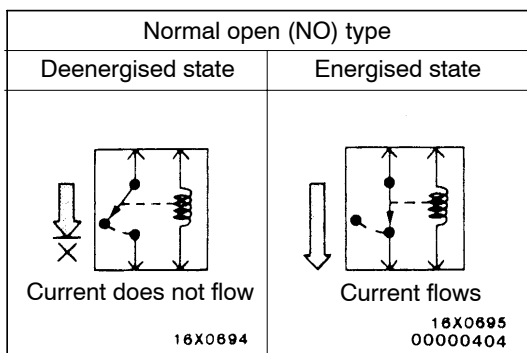 Normal open (NO) type
Deenergised state
Energised state
Current does not flow
Current flows
16X0694
16X0695
00000404